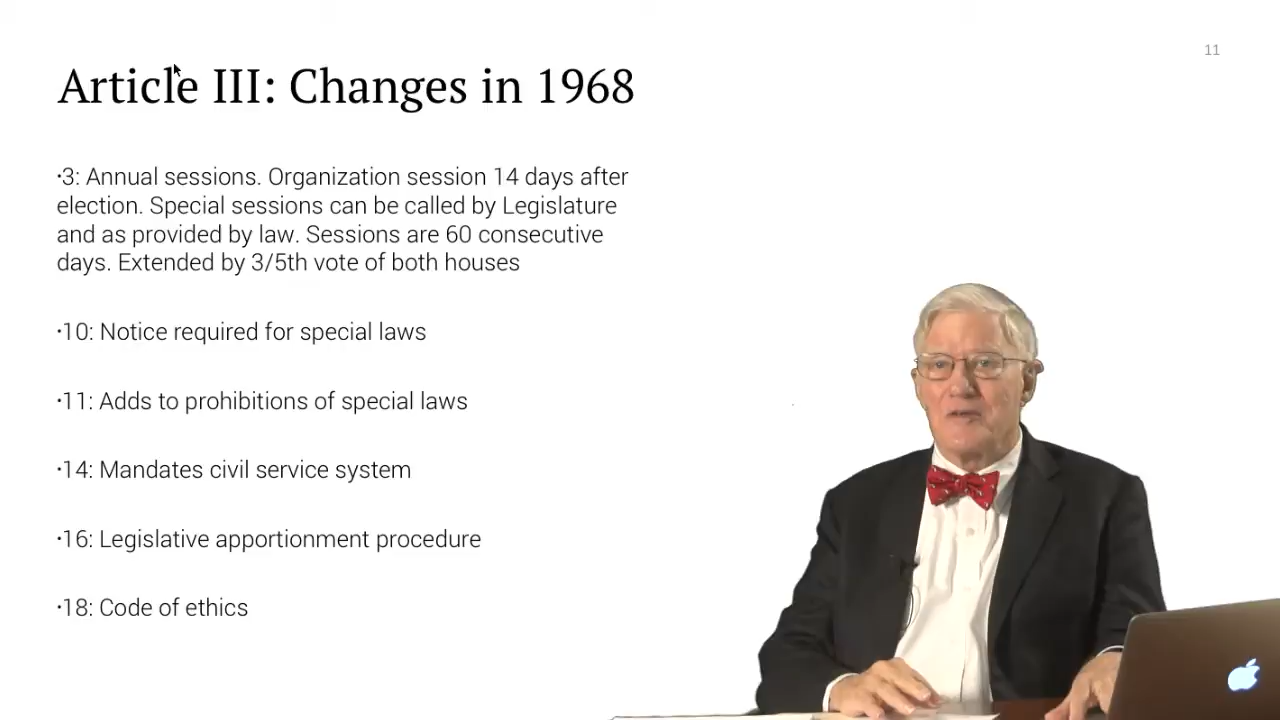 11
Article III: Changes in 1968
•3: Annual sessions. Organization session 14 days after
election. Special sessions can be called by Legislature
and as provided by law. Sessions are 60 consecutive
days. Extended by 3/5th vote of both houses
•10: Notice required for special laws
•11: Adds to prohibitions of special laws
•14: Mandates civil service system
•16: Legislative apportionment procedure
•18: Code of ethics